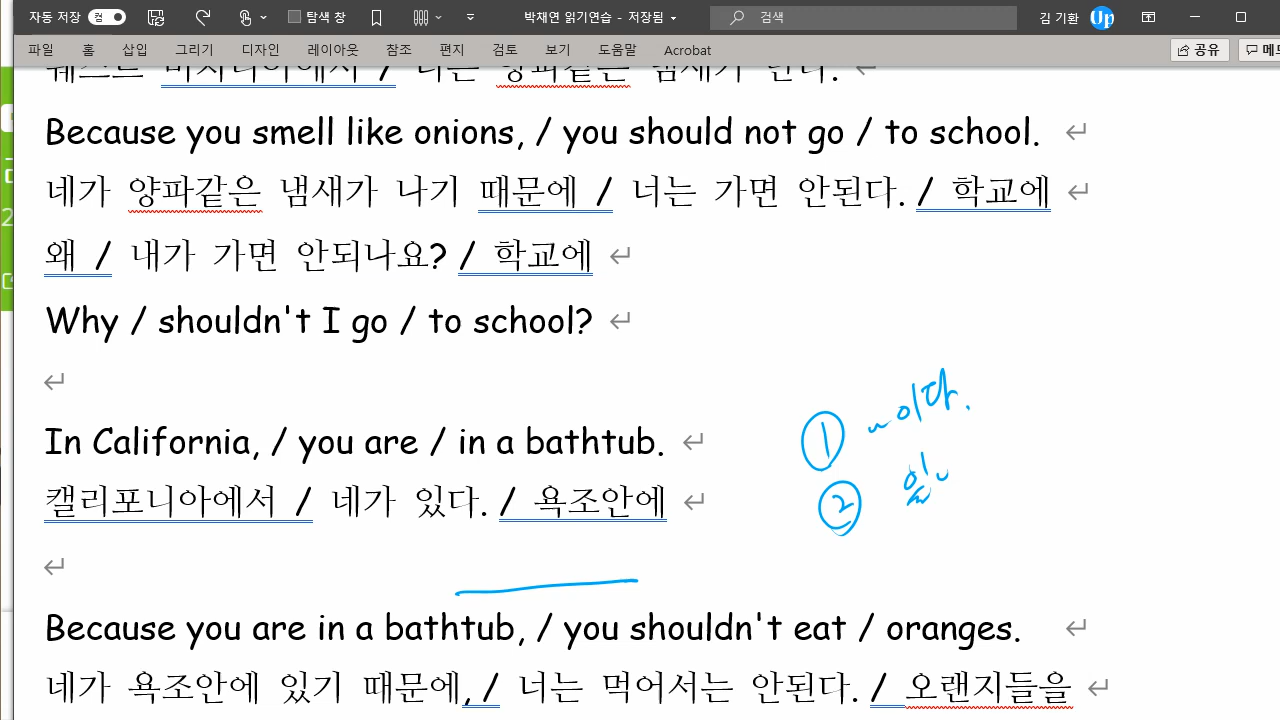 자동 저장 컴 탐색 창 박채연 읽기연습 - 저장됨 검색 김 기환 Up
파일 홈 삽입 그리기 디자인 레이아웃 참조 편지 검토 보기 도움말 Acrobat 공유
Because you smell like onions, / you should not go / to school.
네가 양파같은 냄새가 나기 때문에 / 너는 가면 안된다. / 학교에
왜 / 내가 가면 안되나요? / 학교에
Why / shouldn't I go / to school?
① ~이다.
In California, / you are / in a bathtub.
② 있
캘리포니아에서 / 네가 있다. / 욕조안에
Because you are in a bathtub, / you shouldn't eat / oranges.
네가 욕조안에 있기 때문에, / 너는 먹어서는 안된다. / 오랜지들을